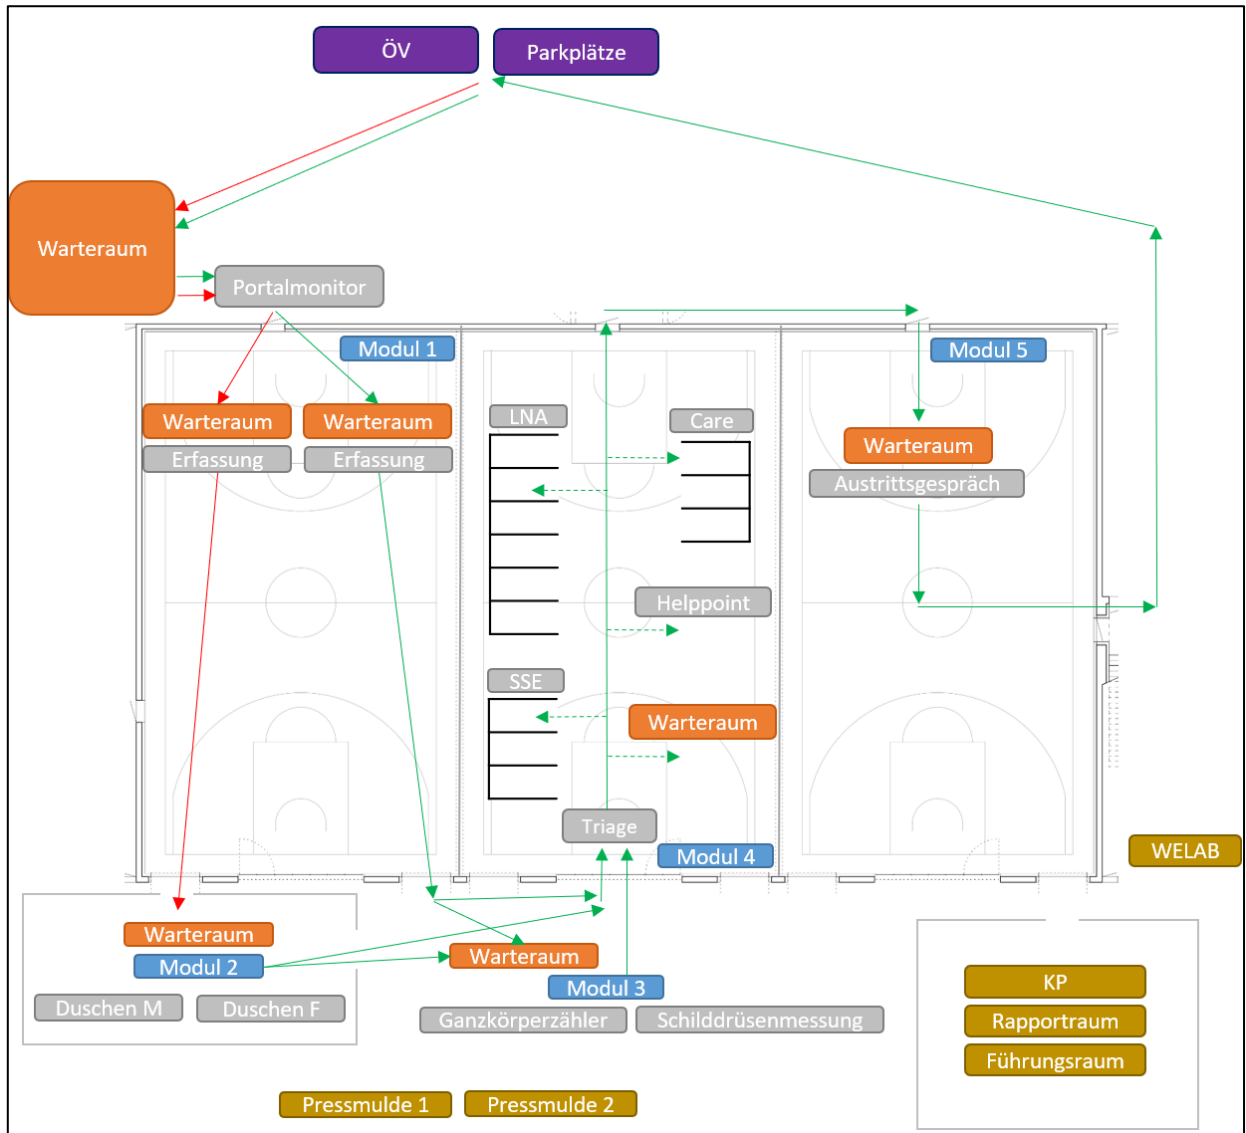 ÖV
Parkplätze
Warteraum
Portalmonitor
Modul 1
Modul 5
Warteraum
Warteraum
LNA
Care
Warteraum
Erfassung
Erfassung
Austrittsgespräch
Helppoint
SSE
Warteraum
Triage
Modul 4
WELAB
Warteraum
Modul 2
Warteraum
Modul 3
Duschen M
Duschen F
Ganzkörperzähler
Schilddrüsenmessung
KP
Rapportraum
Führungsraum
Pressmulde 1
Pressmulde 2